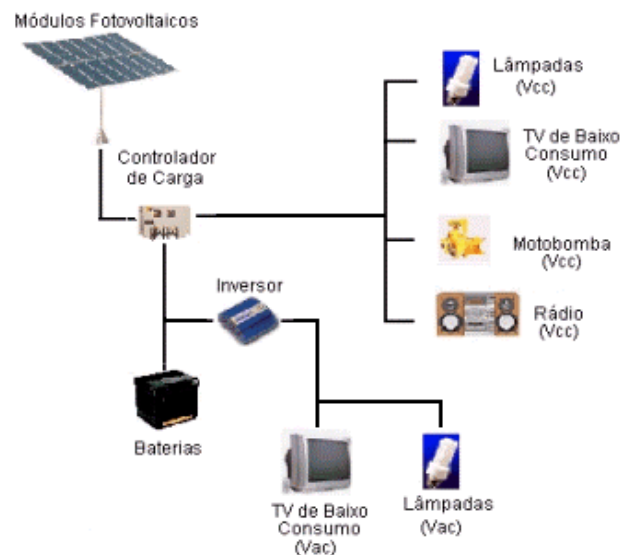 Módulos Fotovoltaicos
Controlador
de Carga
Lâmpadas
(Vcc)
TV de Baixo
Consumo
(Vcc)
Motobomba
(Vcc)
Rádio
(Vcc)
Inversor
Baterias
TV de Baixo
Consumo
(Vac)
Lâmpadas
(Vac)